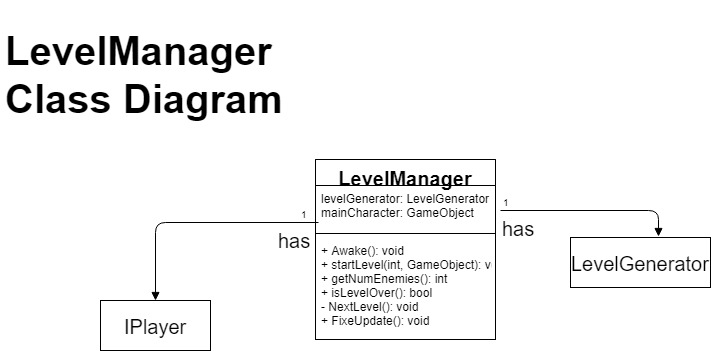 LevelManager
Class Diagram
LevelManager
levelGenerator: LevelGenerator
mainCharacter: GameObject
+ Awake(): void
+ startLevel(int, GameObject): v
+ getNumEnemies(): int
+ isLevelOver(): bool
- NextLevel(): void
+ FixeUpdate(): void
1
has
1
has
IPlayer
LevelGenerator